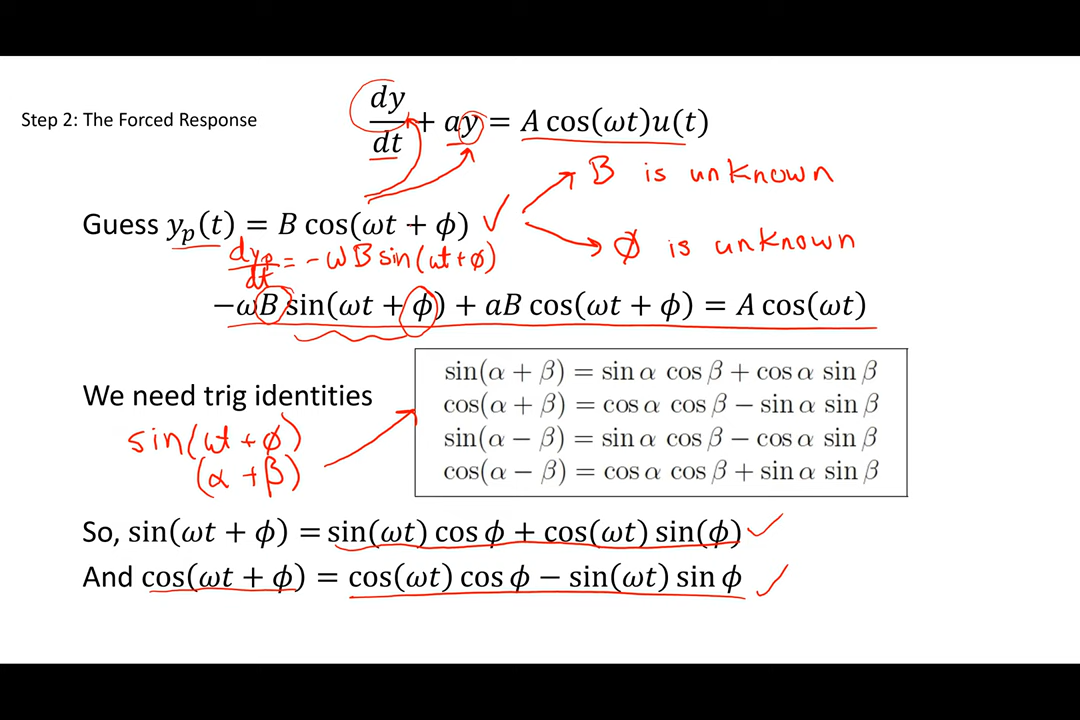 Step 2: The Forced Response
dy/dt + ay = A cos(ωt)u(t)
B is unknown
Guess yₚ(t) = B cos(ωt + ϕ) ✓
ϕ is unknown
dyₚ/dt = -ωB sin(ωt+ϕ)
−ωB sin(ωt + ϕ) + aB cos(ωt + ϕ) = A cos(ωt)
We need trig identities
sin(α + β) = sin α cos β + cos α sin β
cos(α + β) = cos α cos β − sin α sin β
sin(α − β) = sin α cos β − cos α sin β
cos(α − β) = cos α cos β + sin α sin β
sin(ωt + ϕ)
(α + β)
So, sin(ωt + ϕ) = sin(ωt) cos ϕ + cos(ωt) sin(ϕ) ✓
And cos(ωt + ϕ) = cos(ωt) cos ϕ − sin(ωt) sin ϕ ✓